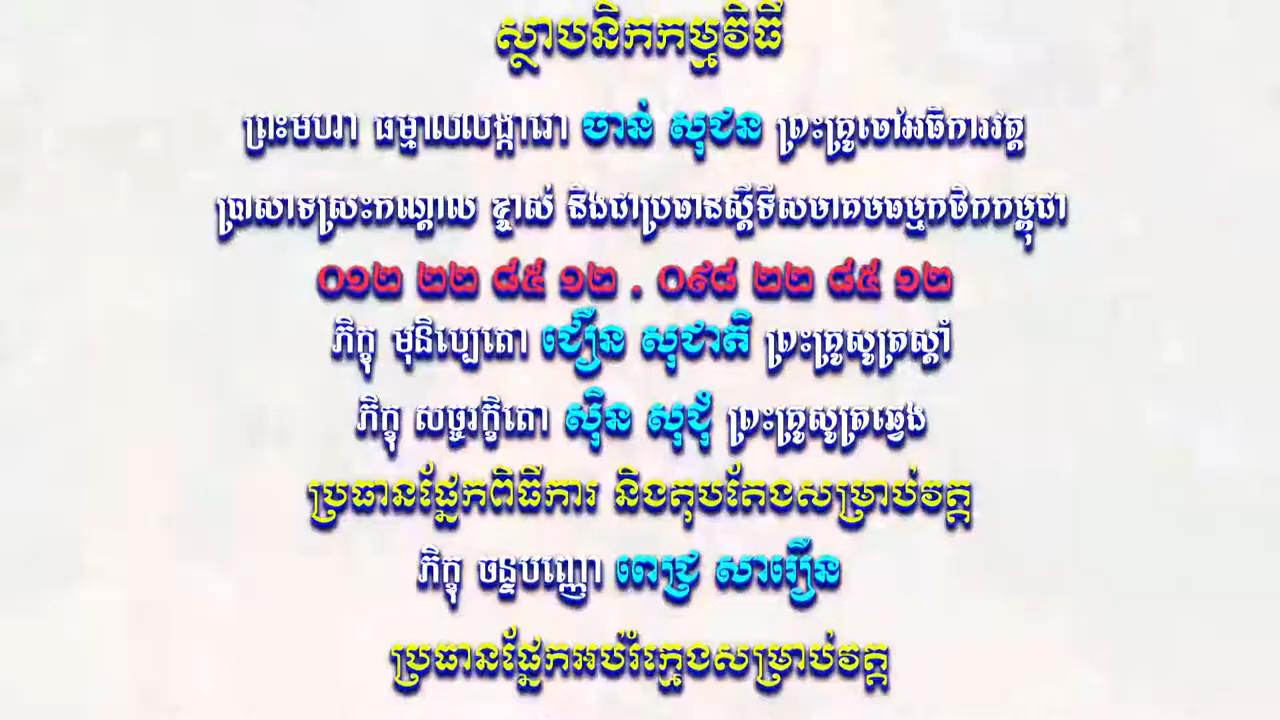 ស្ថាបនិកកម្មវិធី
ព្រះមហា ធម្មាលលង្ការោ ចាន់ សុជន ព្រះគ្រូចៅអធិការវត្ត
ប្រាសាទស្រះកណ្ដាល ខ្ចាស់ និងជាប្រធានស្ដីទីសមាគមធម្មកថិកកម្ពុជា
០១២ ២២ ៨៥ ១២ . ០៩៨ ២២ ៨៥ ១២
ភិក្ខុ មុនិប្បេតោ ជឿន សុជាតិ ព្រះគ្រូសូត្រស្ដាំ
ភិក្ខុ សច្ចរក្ខិតោ ស៊ិន សុជុំ ព្រះគ្រូសូត្រឆ្វេង
ប្រធានផ្នែកពិធីការ និងតុបតែងសម្រាប់វត្ត
ភិក្ខុ ចន្ទបញ្ញោ ពេជ្រ សារឿន
ប្រធានផ្នែកអប់រំក្មេងសម្រាប់វត្ត